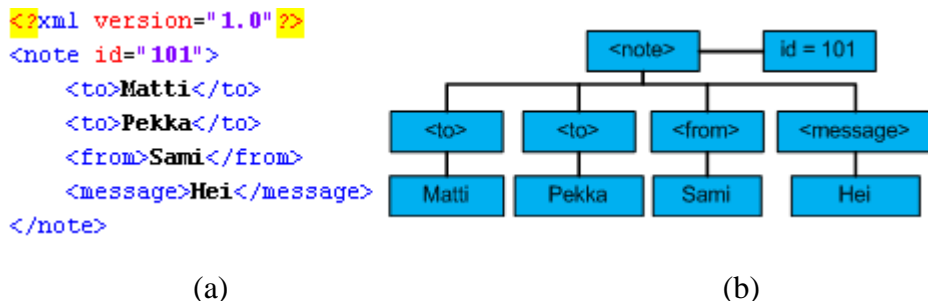 <?xml version="1.0"?>
<note id="101">
<to>Matti</to>
<to>Pekka</to>
<from>Sami</from>
<message>Hei</message>
</note>
(a)
<note> id = 101
<to> <to> <from> <message>
Matti Pekka Sami Hei
(b)